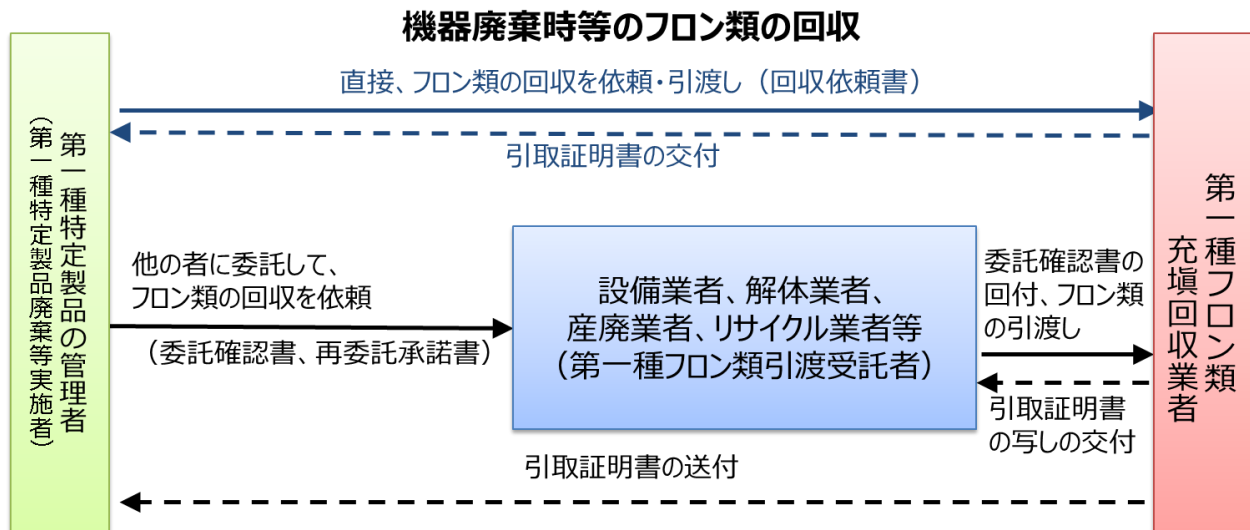 機器廃棄時等のフロン類の回収
直接、フロン類の回収を依頼・引渡し（回収依頼書）
引取証明書の交付
第一種特定製品の管理者
（第一種特定製品廃棄等実施者）
他の者に委託して、
フロン類の回収を依頼
（委託確認書、再委託承諾書）
設備業者、解体業者、
産廃業者、リサイクル業者等
（第一種フロン類引渡受託者）
委託確認書の
回付、フロン類
の引渡し
引取証明書
の写しの交付
引取証明書の送付
第一種フロン類
充塡回収業者